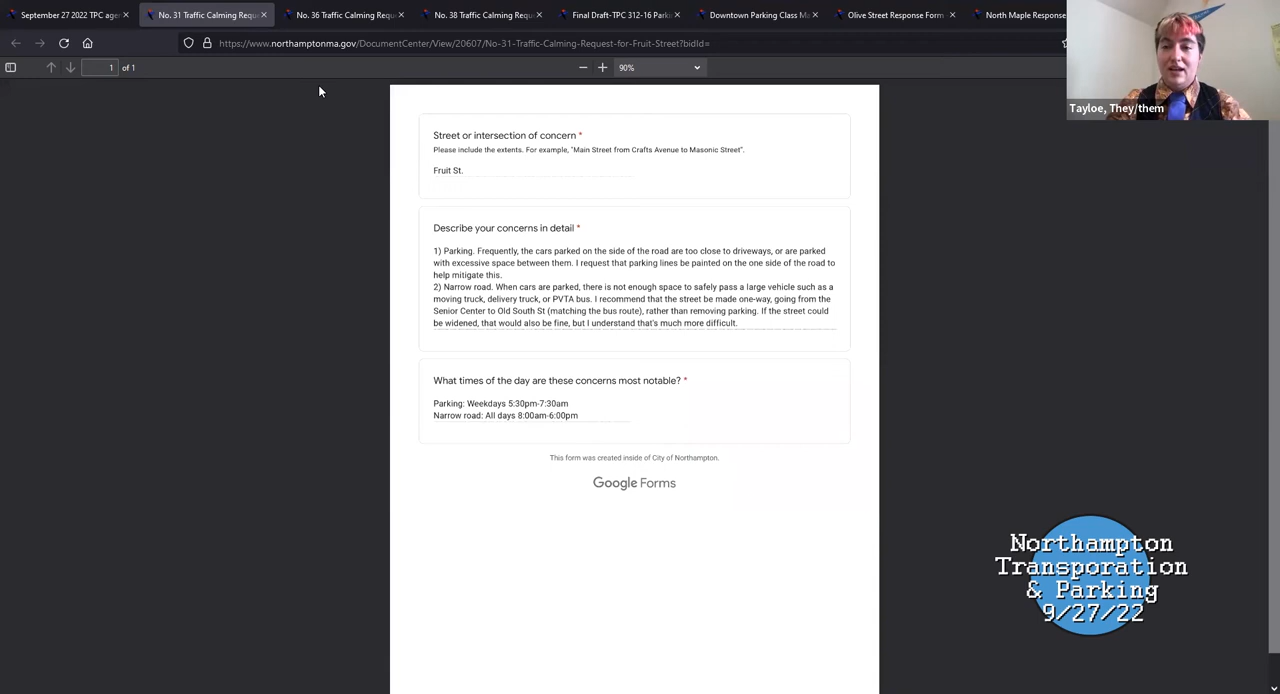 September 27 2022 TPC age
No. 31 Traffic Calming Requ
No. 36 Traffic Calming Requ
No. 38 Traffic Calming Requ
Final Draft-TPC 312-16 Park
Downtown Parking Class Ma
Olive Street Response Form
North Maple Response
https://www.northamptonma.gov/DocumentCenter/View/20607/No-31-Traffic-Calming-Request-for-Fruit-Street?bidId=
1 of 1
90%
Tayloe, They/them
Street or intersection of concern *
Please include the extents. For example, "Main Street from Crafts Avenue to Masonic Street".
Fruit St.
Describe your concerns in detail *
1) Parking. Frequently, the cars parked on the side of the road are too close to driveways, or are parked
with excessive space between them. I request that parking lines be painted on the one side of the road to
help mitigate this.
2) Narrow road. When cars are parked, there is not enough space to safely pass a large vehicle such as a
moving truck, delivery truck, or PVTA bus. I recommend that the street be made one-way, going from the
Senior Center to Old South St (matching the bus route), rather than removing parking. If the street could
be widened, that would also be fine, but I understand that's much more difficult.
What times of the day are these concerns most notable? *
Parking: Weekdays 5:30pm-7:30am
Narrow road: All days 8:00am-6:00pm
This form was created inside of City of Northampton.
Google Forms
Northampton
Transporation
& Parking
9/27/22